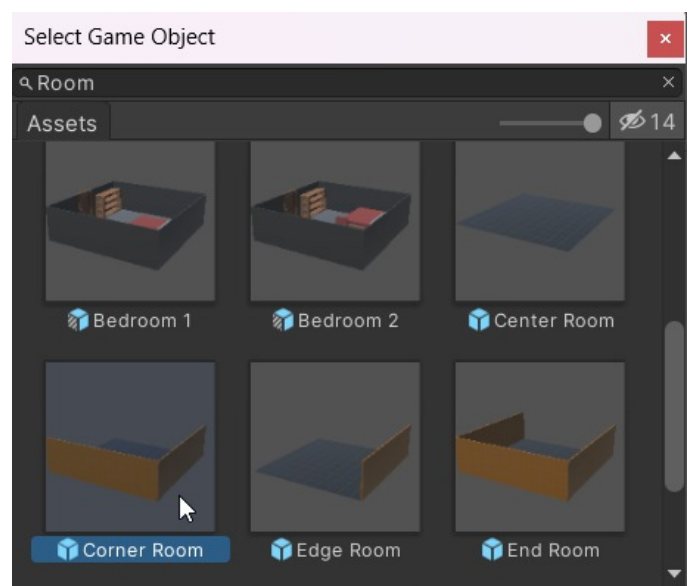 Select Game Object
Room
Assets
14
Bedroom 1
Bedroom 2
Center Room
Corner Room
Edge Room
End Room